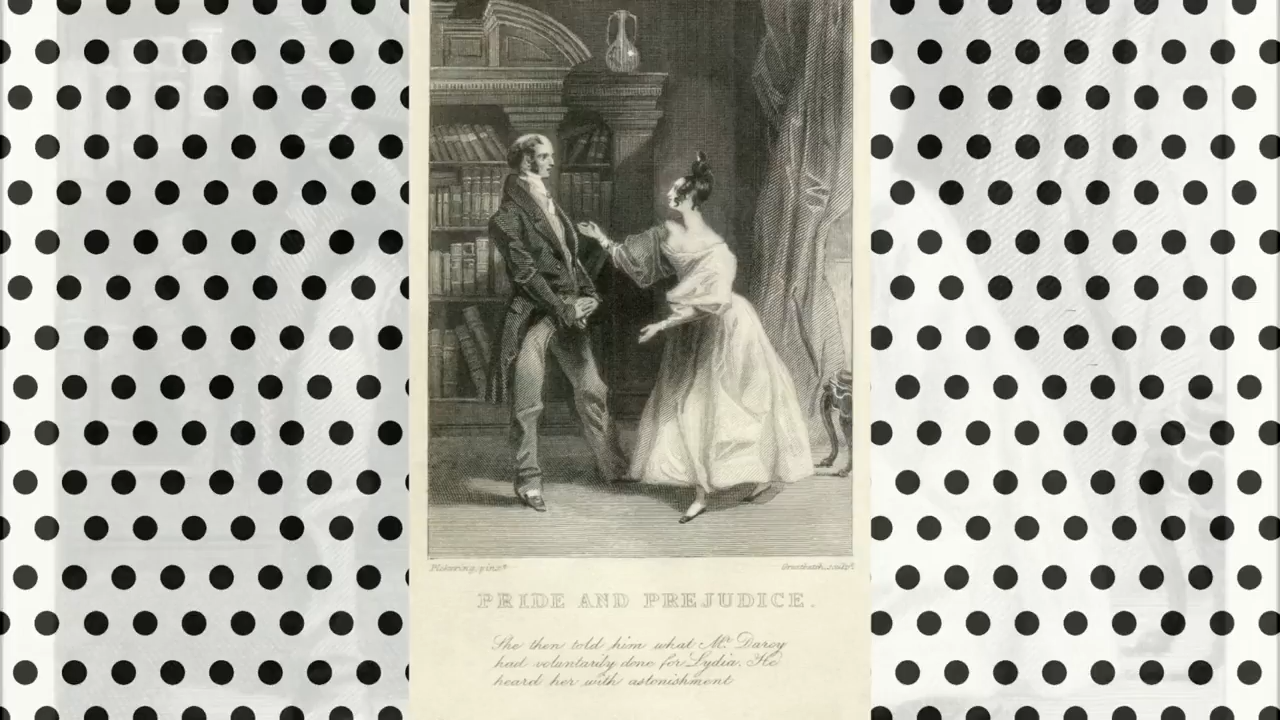 Pickering, pinxt
Greatbatch, sculpt
PRIDE AND PREJUDICE.
She then told him what Mr. Darcy
had voluntarily done for Lydia. He
heard her with astonishment